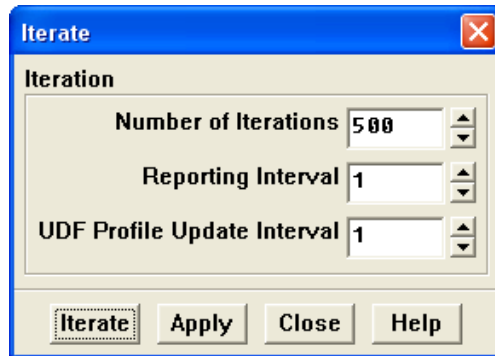 Iterate
Iteration
Number of Iterations 500
Reporting Interval 1
UDF Profile Update Interval 1
Iterate Apply Close Help